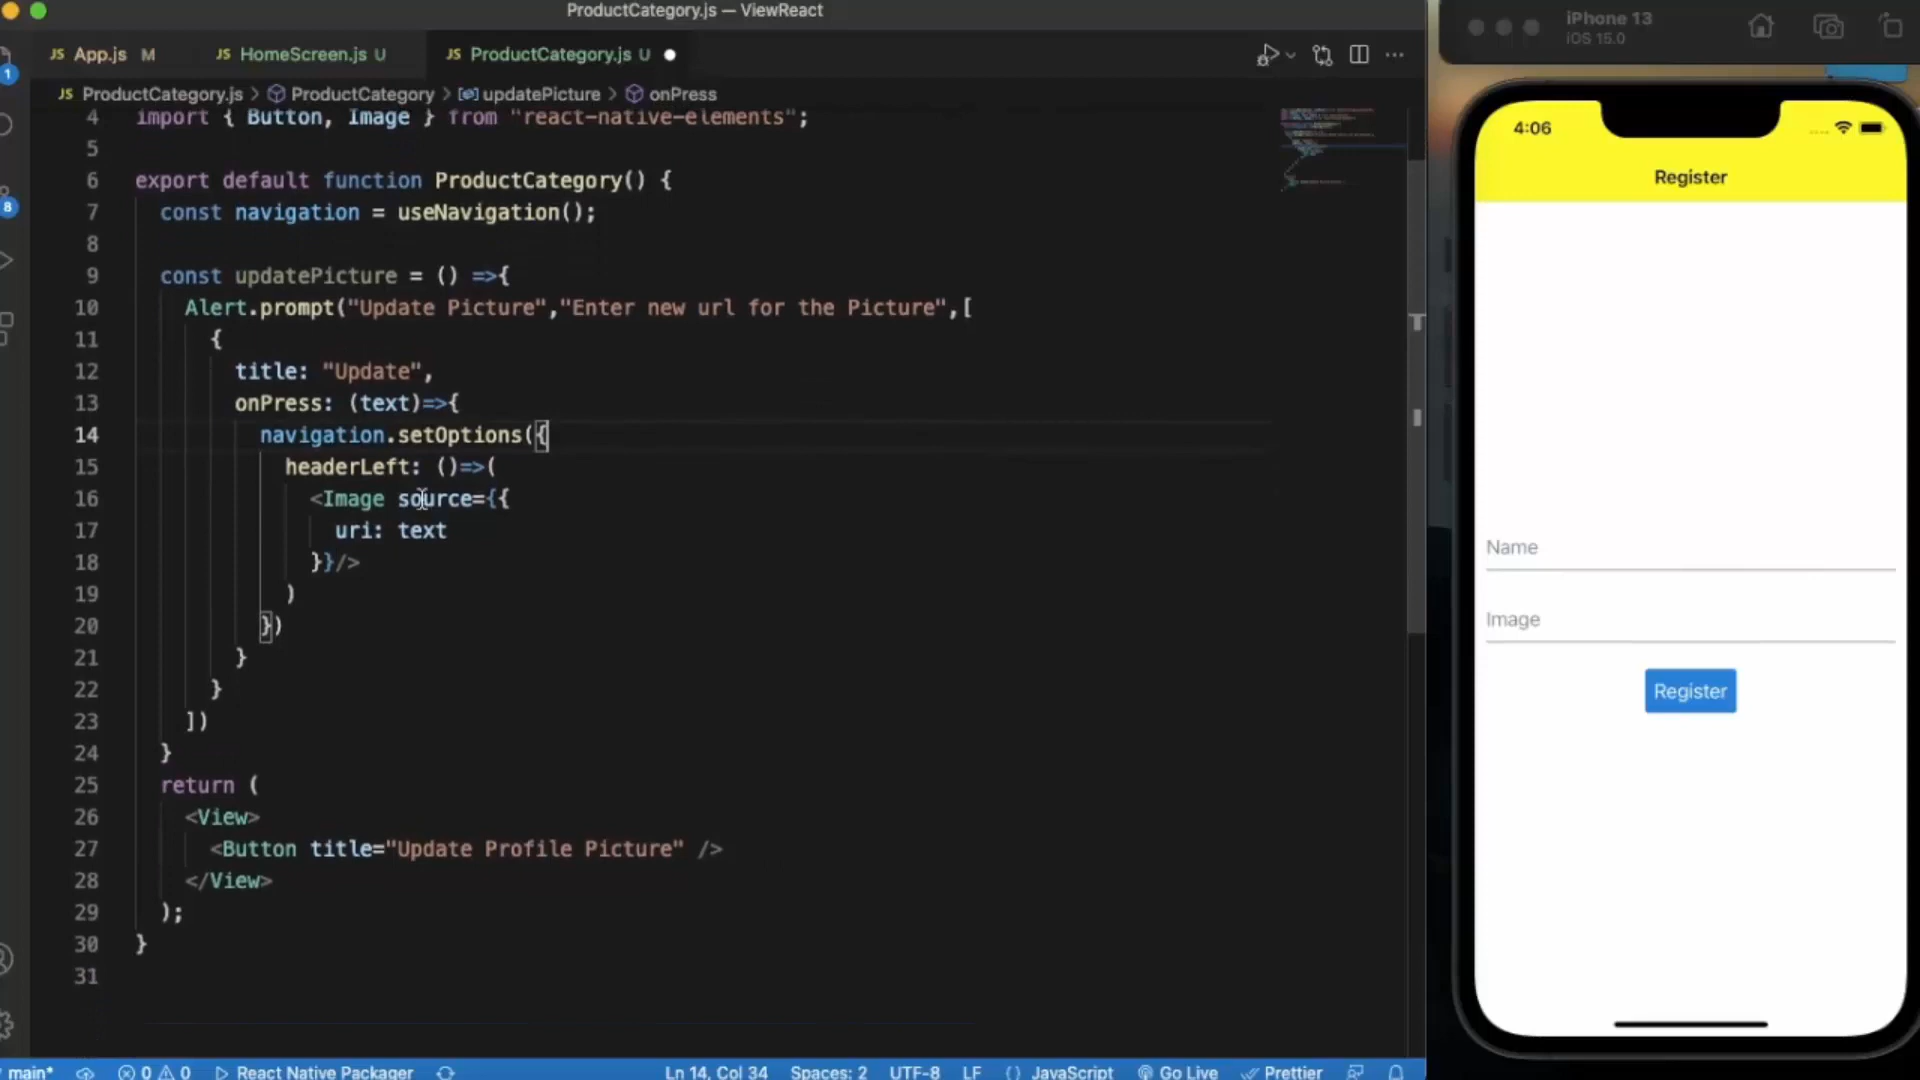 ProductCategory.js — ViewReact
JS App.js M
JS HomeScreen.js U
JS ProductCategory.js U
JS ProductCategory.js > ProductCategory > updatePicture > onPress
4 import { Button, Image } from "react-native-elements";
5
6 export default function ProductCategory() {
7 const navigation = useNavigation();
8
9 const updatePicture = () =>{
10 Alert.prompt("Update Picture","Enter new url for the Picture",[
11 {
12 title: "Update",
13 onPress: (text)=>{
14 navigation.setOptions({
15 headerLeft: ()=>(
16 <Image source={{
17 uri: text
18 }}/>
19 )
20 })
21 }
22 }
23 ])
24 }
25 return (
26 <View>
27 <Button title="Update Profile Picture" />
28 </View>
29 );
30 }
31
1
8
main* 0 0 React Native Packager Ln 14, Col 34 Spaces: 2 UTF-8 LF {} JavaScript Go Live Prettier
iPhone 13
iOS 15.0
4:06
Register
Name
Image
Register